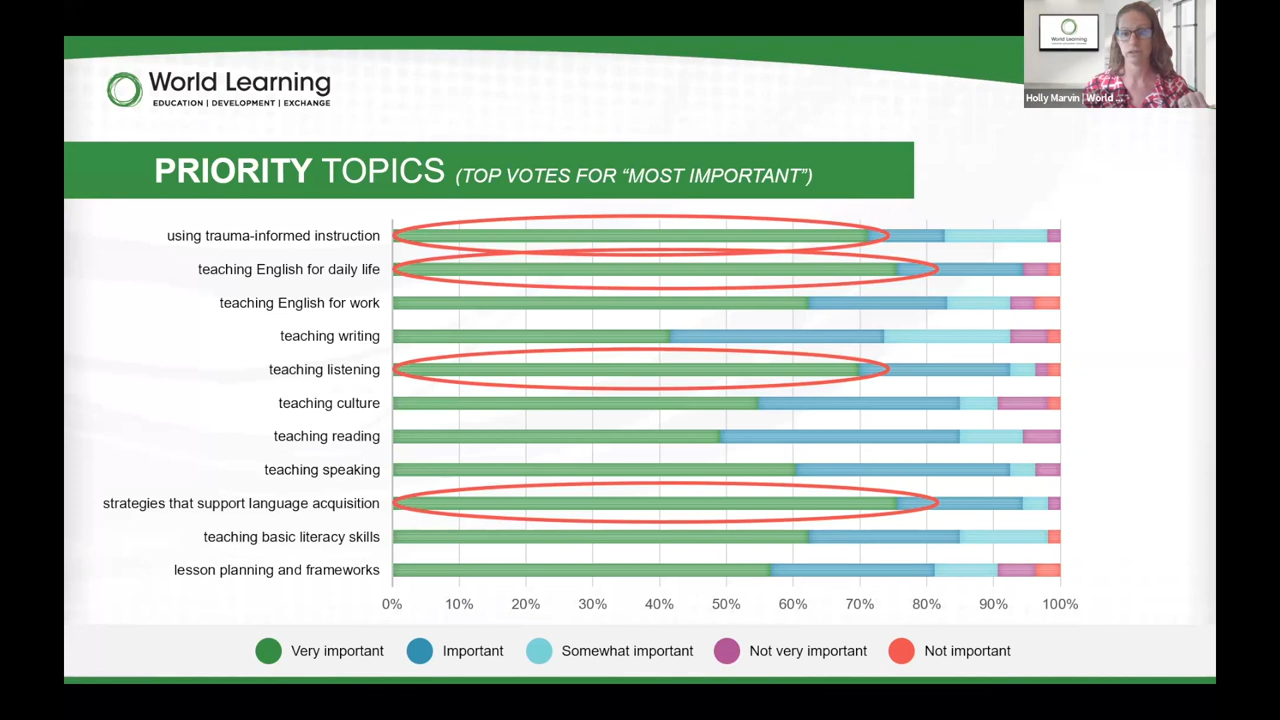 World Learning
EDUCATION | DEVELOPMENT | EXCHANGE
World Learning
Holly Marvin | World ...
PRIORITY TOPICS (TOP VOTES FOR “MOST IMPORTANT”)
using trauma-informed instruction
teaching English for daily life
teaching English for work
teaching writing
teaching listening
teaching culture
teaching reading
teaching speaking
strategies that support language acquisition
teaching basic literacy skills
lesson planning and frameworks
0% 10% 20% 30% 40% 50% 60% 70% 80% 90% 100%
Very important Important Somewhat important Not very important Not important